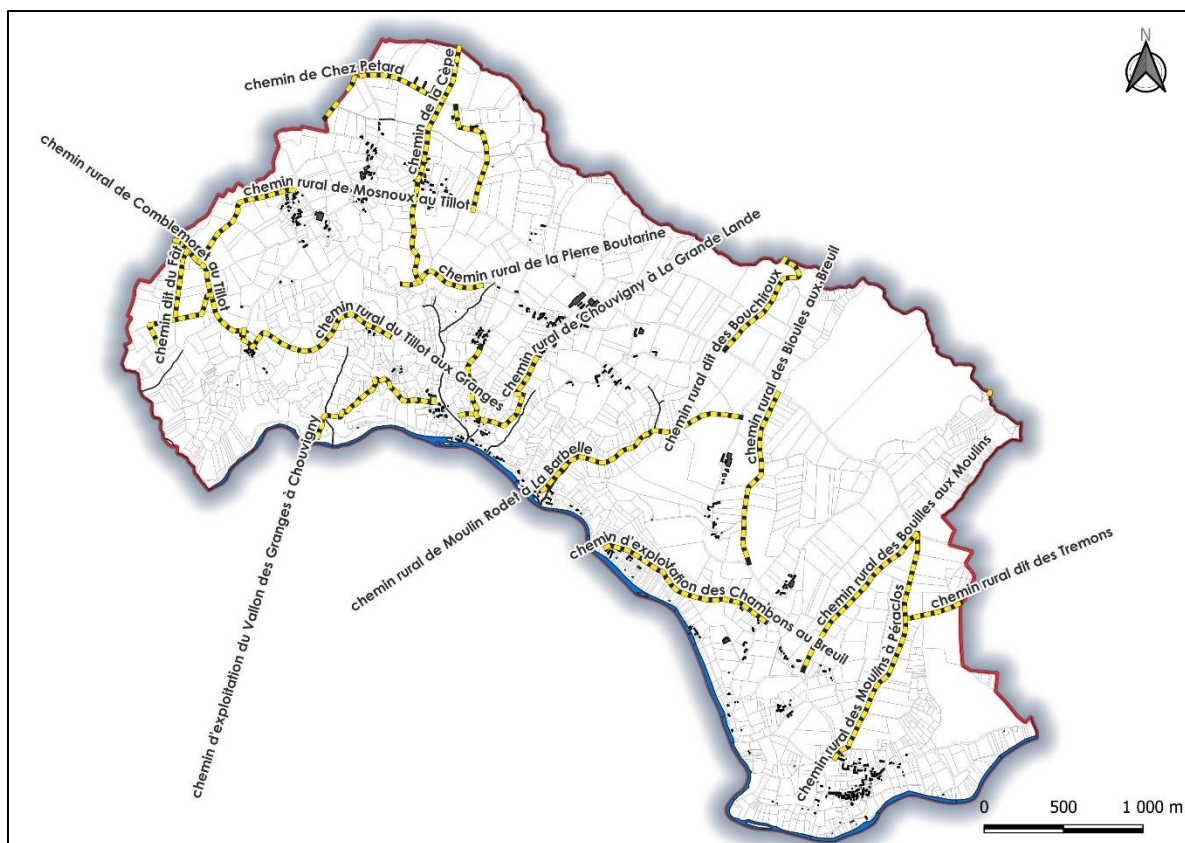 N
chemin de Chez Petard
chemin de la Cèpe
chemin rural de Comblemoret au Tillot
chemin rural de Mosnoux au Tillot
chemin dit du Fât
chemin rural de la Pierre Boutarine
chemin rural de Chouvigny à La Grande Lande
chemin rural du Tillot aux Granges
chemin rural dit des Bouchiroux
chemin rural des Bioules aux Breuil
chemin d'exploitation du Vallon des Granges à Chouvigny
chemin rural de Moulin Rodet à La Barbelle
chemin rural des Bouilles aux Moulins
chemin d'exploitation des Chambons au Breuil
chemin rural dit des Tremons
chemin rural des Moulins à Péraclos
0 500 1 000 m